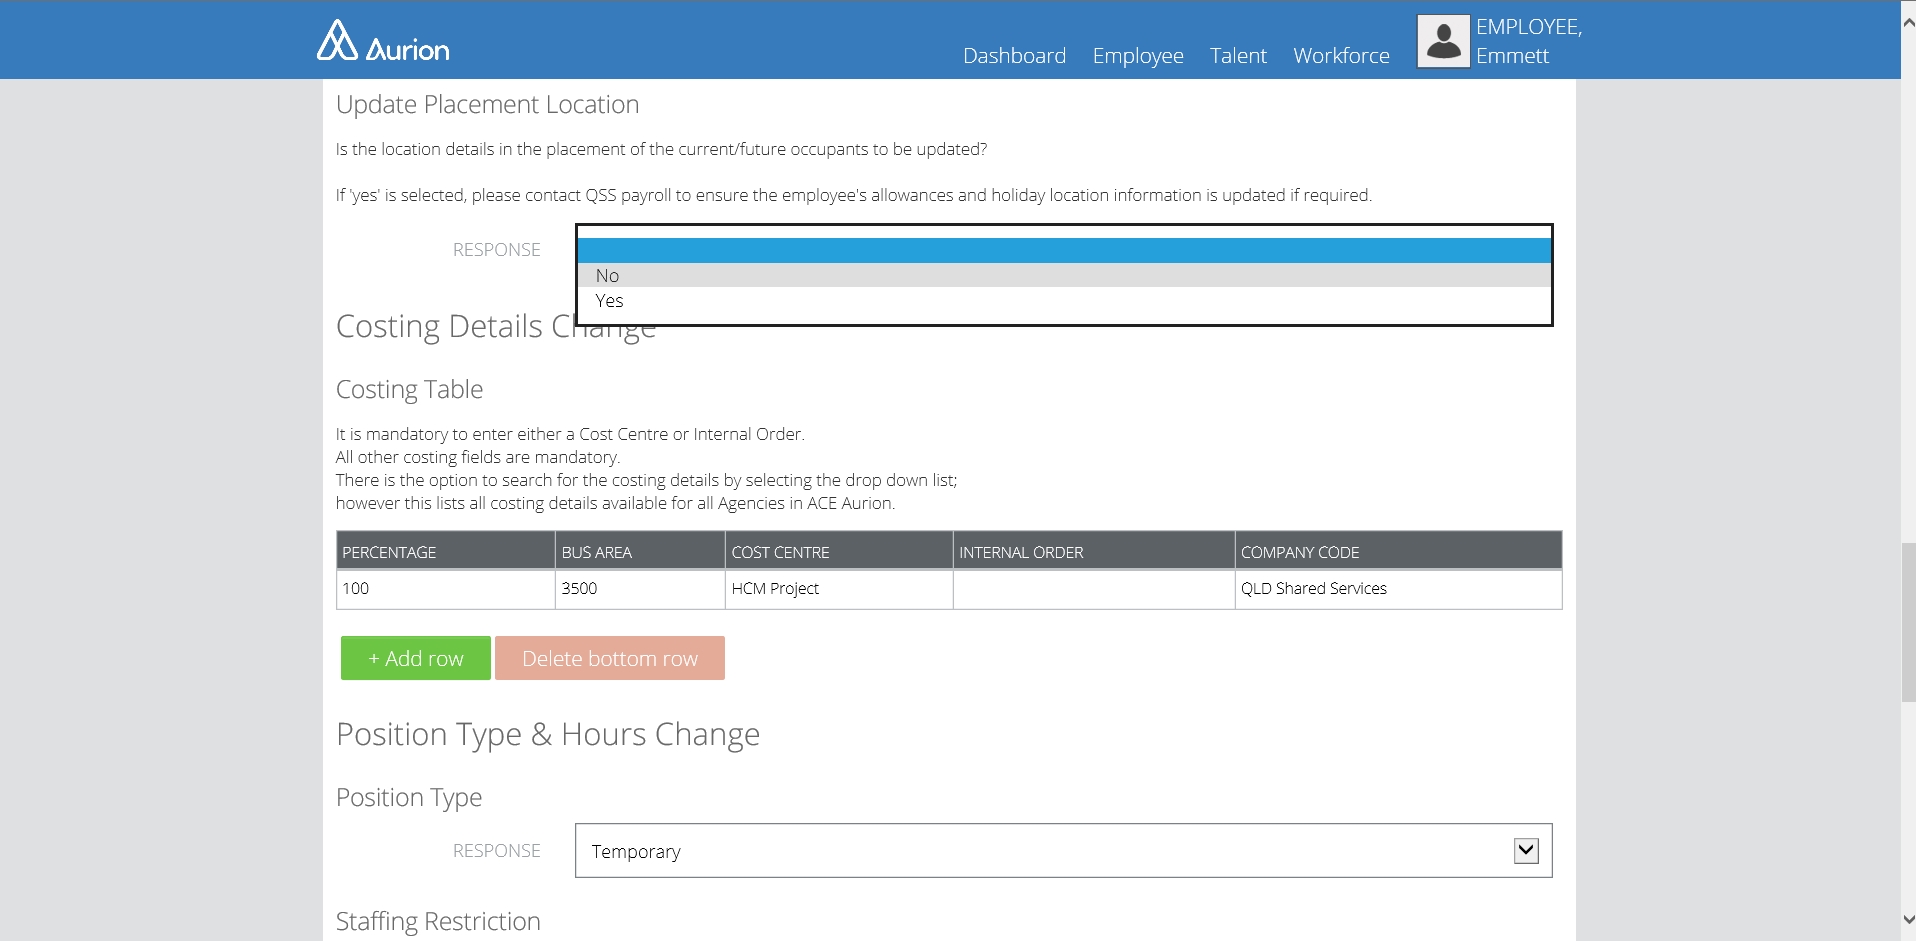 Aurion
Dashboard Employee Talent Workforce
EMPLOYEE,
Emmett
Update Placement Location
Is the location details in the placement of the current/future occupants to be updated?
If 'yes' is selected, please contact QSS payroll to ensure the employee's allowances and holiday location information is updated if required.
RESPONSE
No
Yes
Costing Details Change
Costing Table
It is mandatory to enter either a Cost Centre or Internal Order.
All other costing fields are mandatory.
There is the option to search for the costing details by selecting the drop down list;
however this lists all costing details available for all Agencies in ACE Aurion.
PERCENTAGE BUS AREA COST CENTRE INTERNAL ORDER COMPANY CODE
100 3500 HCM Project QLD Shared Services
+ Add row Delete bottom row
Position Type & Hours Change
Position Type
RESPONSE Temporary
Staffing Restriction